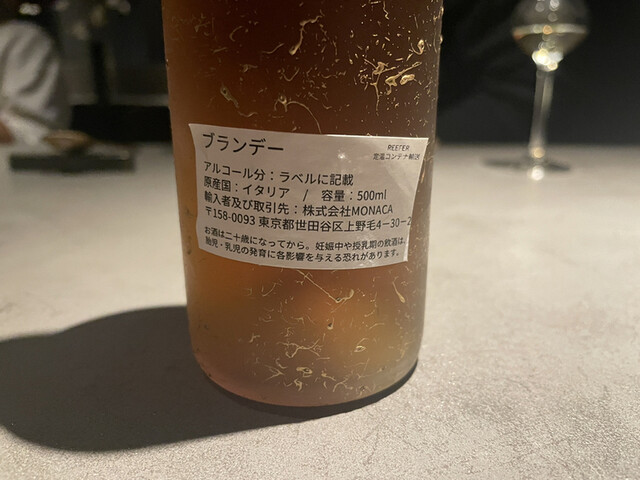 ブランデー
REEFER
定温コンテナ輸送
アルコール分：ラベルに記載
原産国：イタリア　/　容量：500ml
輸入者及び取引先：株式会社MONACA
〒158-0093 東京都世田谷区上野毛4－30－2
お酒は二十歳になってから。妊娠中や授乳期の飲酒は、
胎児・乳児の発育に各影響を与える恐れがあります。